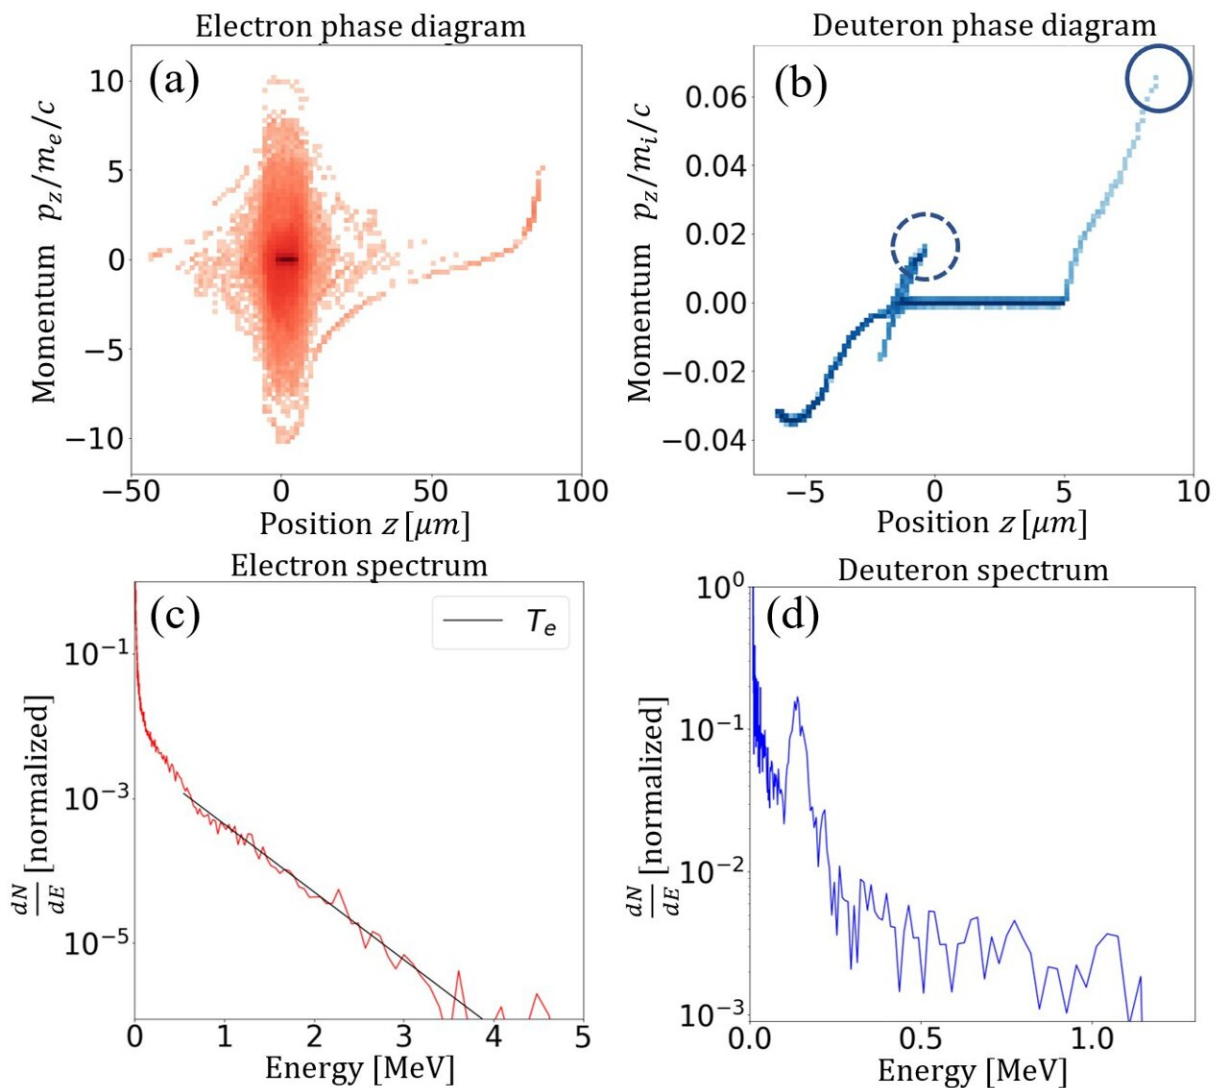 Electron phase diagram
(a)
Momentum p_z/m_e/c
10
5
0
−5
−10
−50
0
50
100
Position z [μm]
Deuteron phase diagram
(b)
Momentum p_z/m_i/c
0.06
0.04
0.02
0.00
−0.02
−0.04
−5
0
5
10
Position z [μm]
Electron spectrum
(c)
T_e
dN/dE [normalized]
10^−1
10^−3
10^−5
0
1
2
3
4
5
Energy [MeV]
Deuteron spectrum
(d)
dN/dE [normalized]
10^0
10^−1
10^−2
10^−3
0.0
0.5
1.0
Energy [MeV]